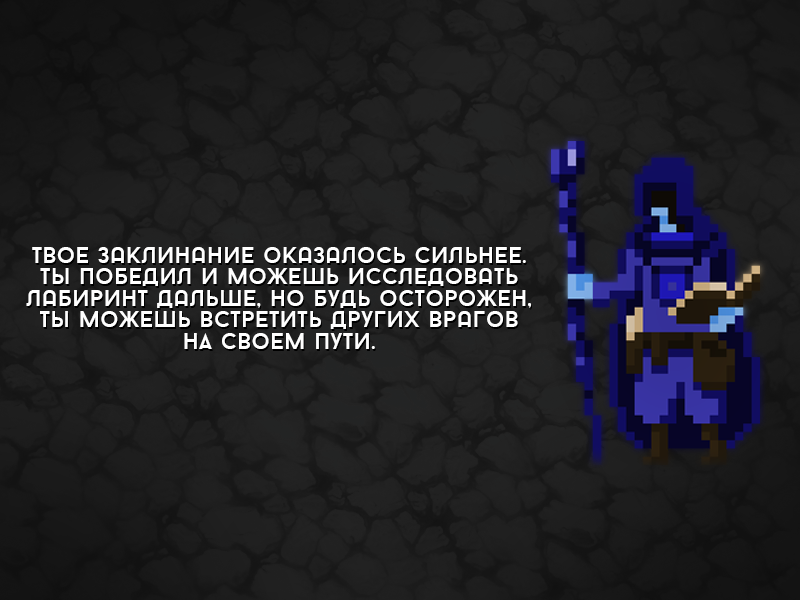 ТВОЕ ЗАКЛИНАНИЕ ОКАЗАЛОСЬ СИЛЬНЕЕ.
ТЫ ПОБЕДИЛ И МОЖЕШЬ ИССЛЕДОВАТЬ
ЛАБИРИНТ ДАЛЬШЕ, НО БУДЬ ОСТОРОЖЕН,
ТЫ МОЖЕШЬ ВСТРЕТИТЬ ДРУГИХ ВРАГОВ
НА СВОЕМ ПУТИ.